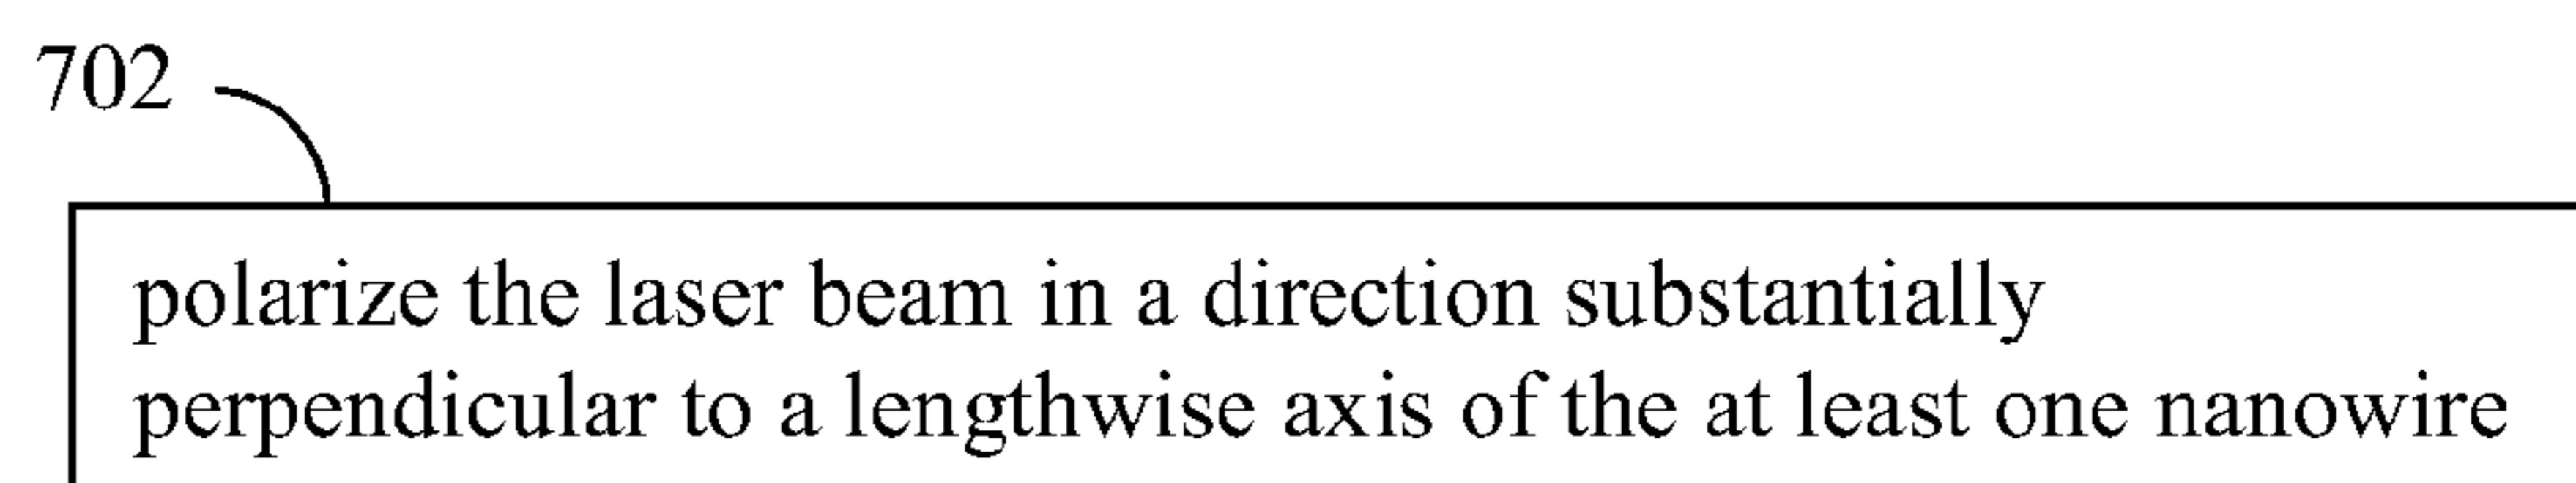 702
polarize the laser beam in a direction substantially
perpendicular to a lengthwise axis of the at least one nanowire